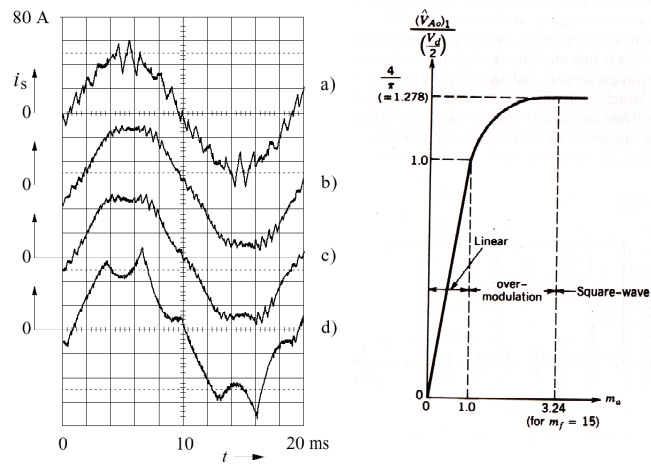 80 A
i_s
0
0
0
0
a)
b)
c)
d)
0
10
20 ms
t
(V̂_Ao)_1
(V_d/2)
4/π
(=1.278)
1.0
Linear
over-
modulation
Square-wave
0
1.0
3.24
(for m_f = 15)
m_a